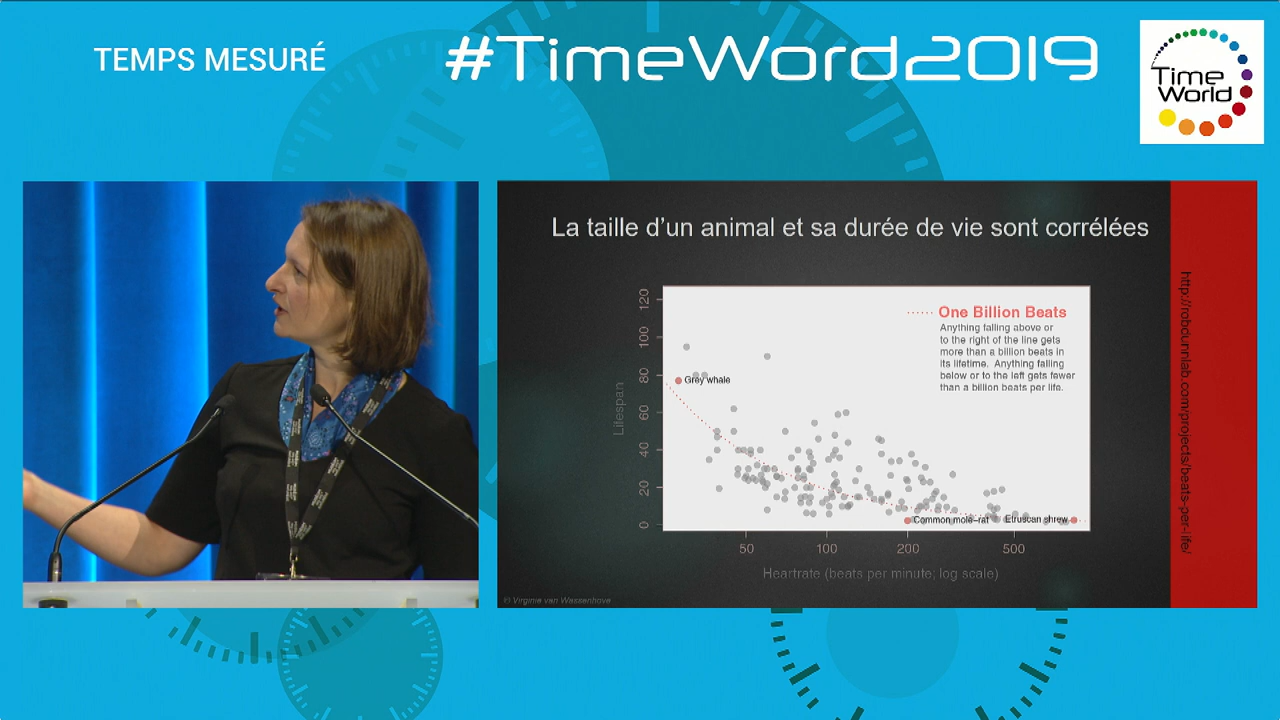 TEMPS MESURÉ
#TimeWord2019
Time
World
La taille d'un animal et sa durée de vie sont corrélées
http://robdunnlab.com/projects/beats-per-life/
One Billion Beats
Anything falling above or
to the right of the line gets
more than a billion beats in
its lifetime. Anything falling
below or to the left gets fewer
than a billion beats per life.
Lifespan
120
100
80
60
40
20
0
Grey whale
Common mole-rat
Etruscan shrew
50 100 200 500
Heartrate (beats per minute; log scale)
© Virginie van Wassenhove